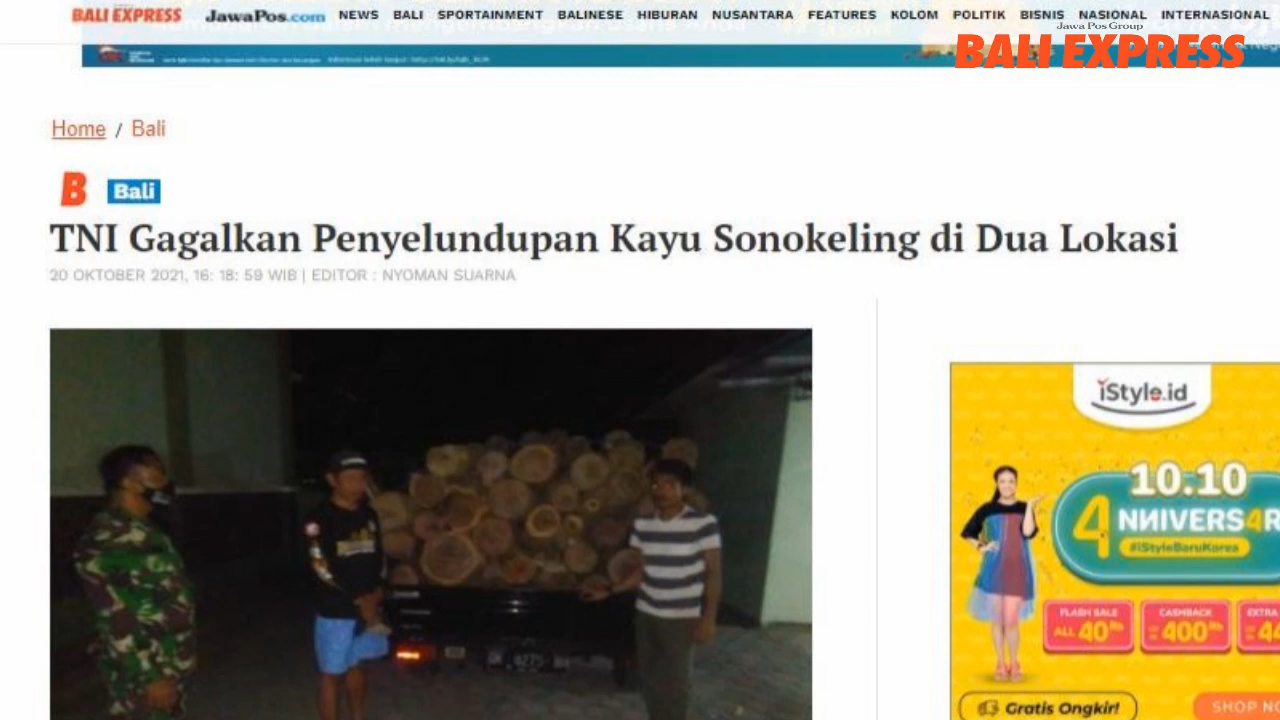 BALI EXPRESS JawaPos.com NEWS BALI SPORTAINMENT BALINESE HIBURAN NUSANTARA FEATURES KOLOM POLITIK BISNIS NASIONAL INTERNASIONAL
Jawa Pos Group
BALI EXPRESS
Home / Bali
B Bali
TNI Gagalkan Penyelundupan Kayu Sonokeling di Dua Lokasi
20 OKTOBER 2021, 16: 18: 59 WIB | EDITOR : NYOMAN SUARNA
iStyle.id
10.10
4NNIVERS4R
#iStyleBaruKorea
FLASH SALE
ALL 40
CASHBACK
400
EXTRA
Gratis Ongkir!
SHOP NO